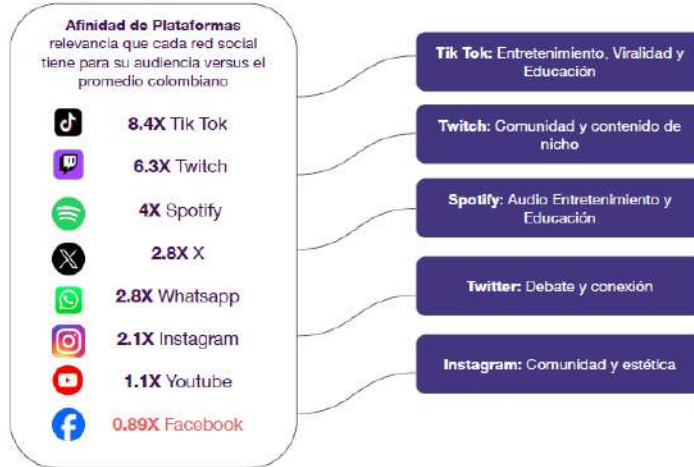 Afinidad de Plataformas
relevancia que cada red social
tiene para su audiencia versus el
promedio colombiano
8.4X Tik Tok
6.3X Twitch
4X Spotify
2.8X X
2.8X Whatsapp
2.1X Instagram
1.1X Youtube
0.89X Facebook
Tik Tok: Entretenimiento, Viralidad y
Educación
Twitch: Comunidad y contenido de
nicho
Spotify: Audio Entretenimiento y
Educación
Twitter: Debate y conexión
Instagram: Comunidad y estética